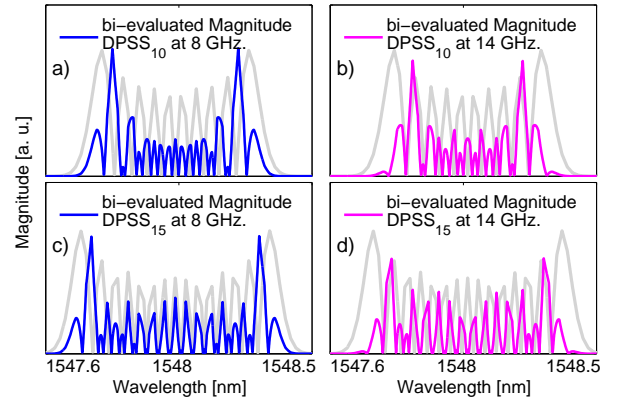 bi−evaluated Magnitude
DPSS10 at 8 GHz.
a)
bi−evaluated Magnitude
DPSS10 at 14 GHz.
b)
Magnitude [a. u.]
bi−evaluated Magnitude
DPSS15 at 8 GHz.
c)
bi−evaluated Magnitude
DPSS15 at 14 GHz.
d)
1547.6 1548 1548.5
1547.6 1548 1548.5
Wavelength [nm]
Wavelength [nm]